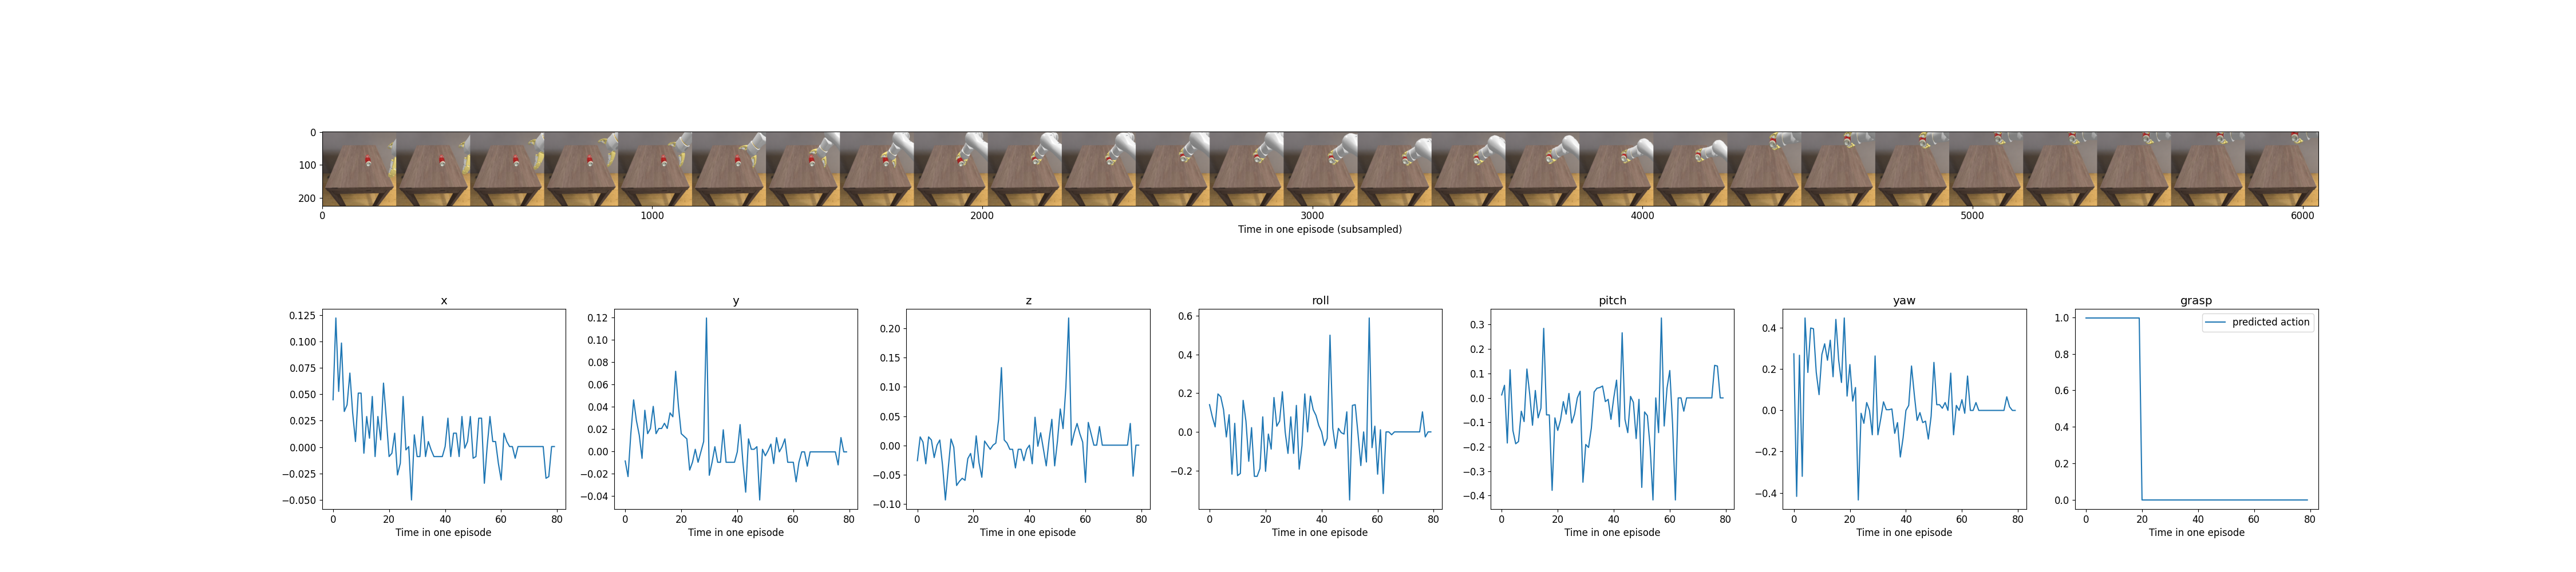 0
100
200
0 1000 2000 3000 4000 5000 6000
Time in one episode (subsampled)
x
0.125
0.100
0.075
0.050
0.025
0.000
−0.025
−0.050
0 20 40 60 80
Time in one episode
y
0.12
0.10
0.08
0.06
0.04
0.02
0.00
−0.02
−0.04
0 20 40 60 80
Time in one episode
z
0.20
0.15
0.10
0.05
0.00
−0.05
−0.10
0 20 40 60 80
Time in one episode
roll
0.6
0.4
0.2
0.0
−0.2
0 20 40 60 80
Time in one episode
pitch
0.3
0.2
0.1
0.0
−0.1
−0.2
−0.3
−0.4
0 20 40 60 80
Time in one episode
yaw
0.4
0.2
0.0
−0.2
−0.4
0 20 40 60 80
Time in one episode
grasp
predicted action
1.0
0.8
0.6
0.4
0.2
0.0
0 20 40 60 80
Time in one episode